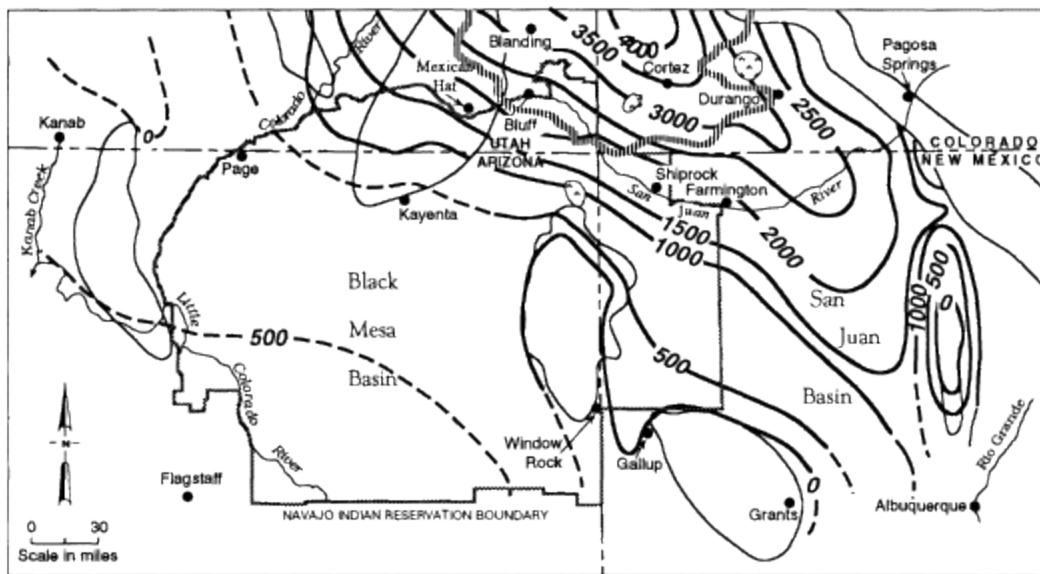 Blanding
3500
4000
River
Mexican
Hat
Cortez
Pagosa
Springs
Durango
2500
Kanab
0
Colorado
Bluff
3000
UTAH
ARIZONA
COLORADO
NEW MEXICO
Page
Shiprock
Farmington
River
San
Juan
Kayenta
Kanab Creek
1500
1000
2000
Black
Mesa
Basin
Little
Colorado
River
500
San
Juan
Basin
1000
500
0
500
Window
Rock
Gallup
0
Rio Grande
N
Flagstaff
Grants
Albuquerque
NAVAJO INDIAN RESERVATION BOUNDARY
0 30
Scale in miles